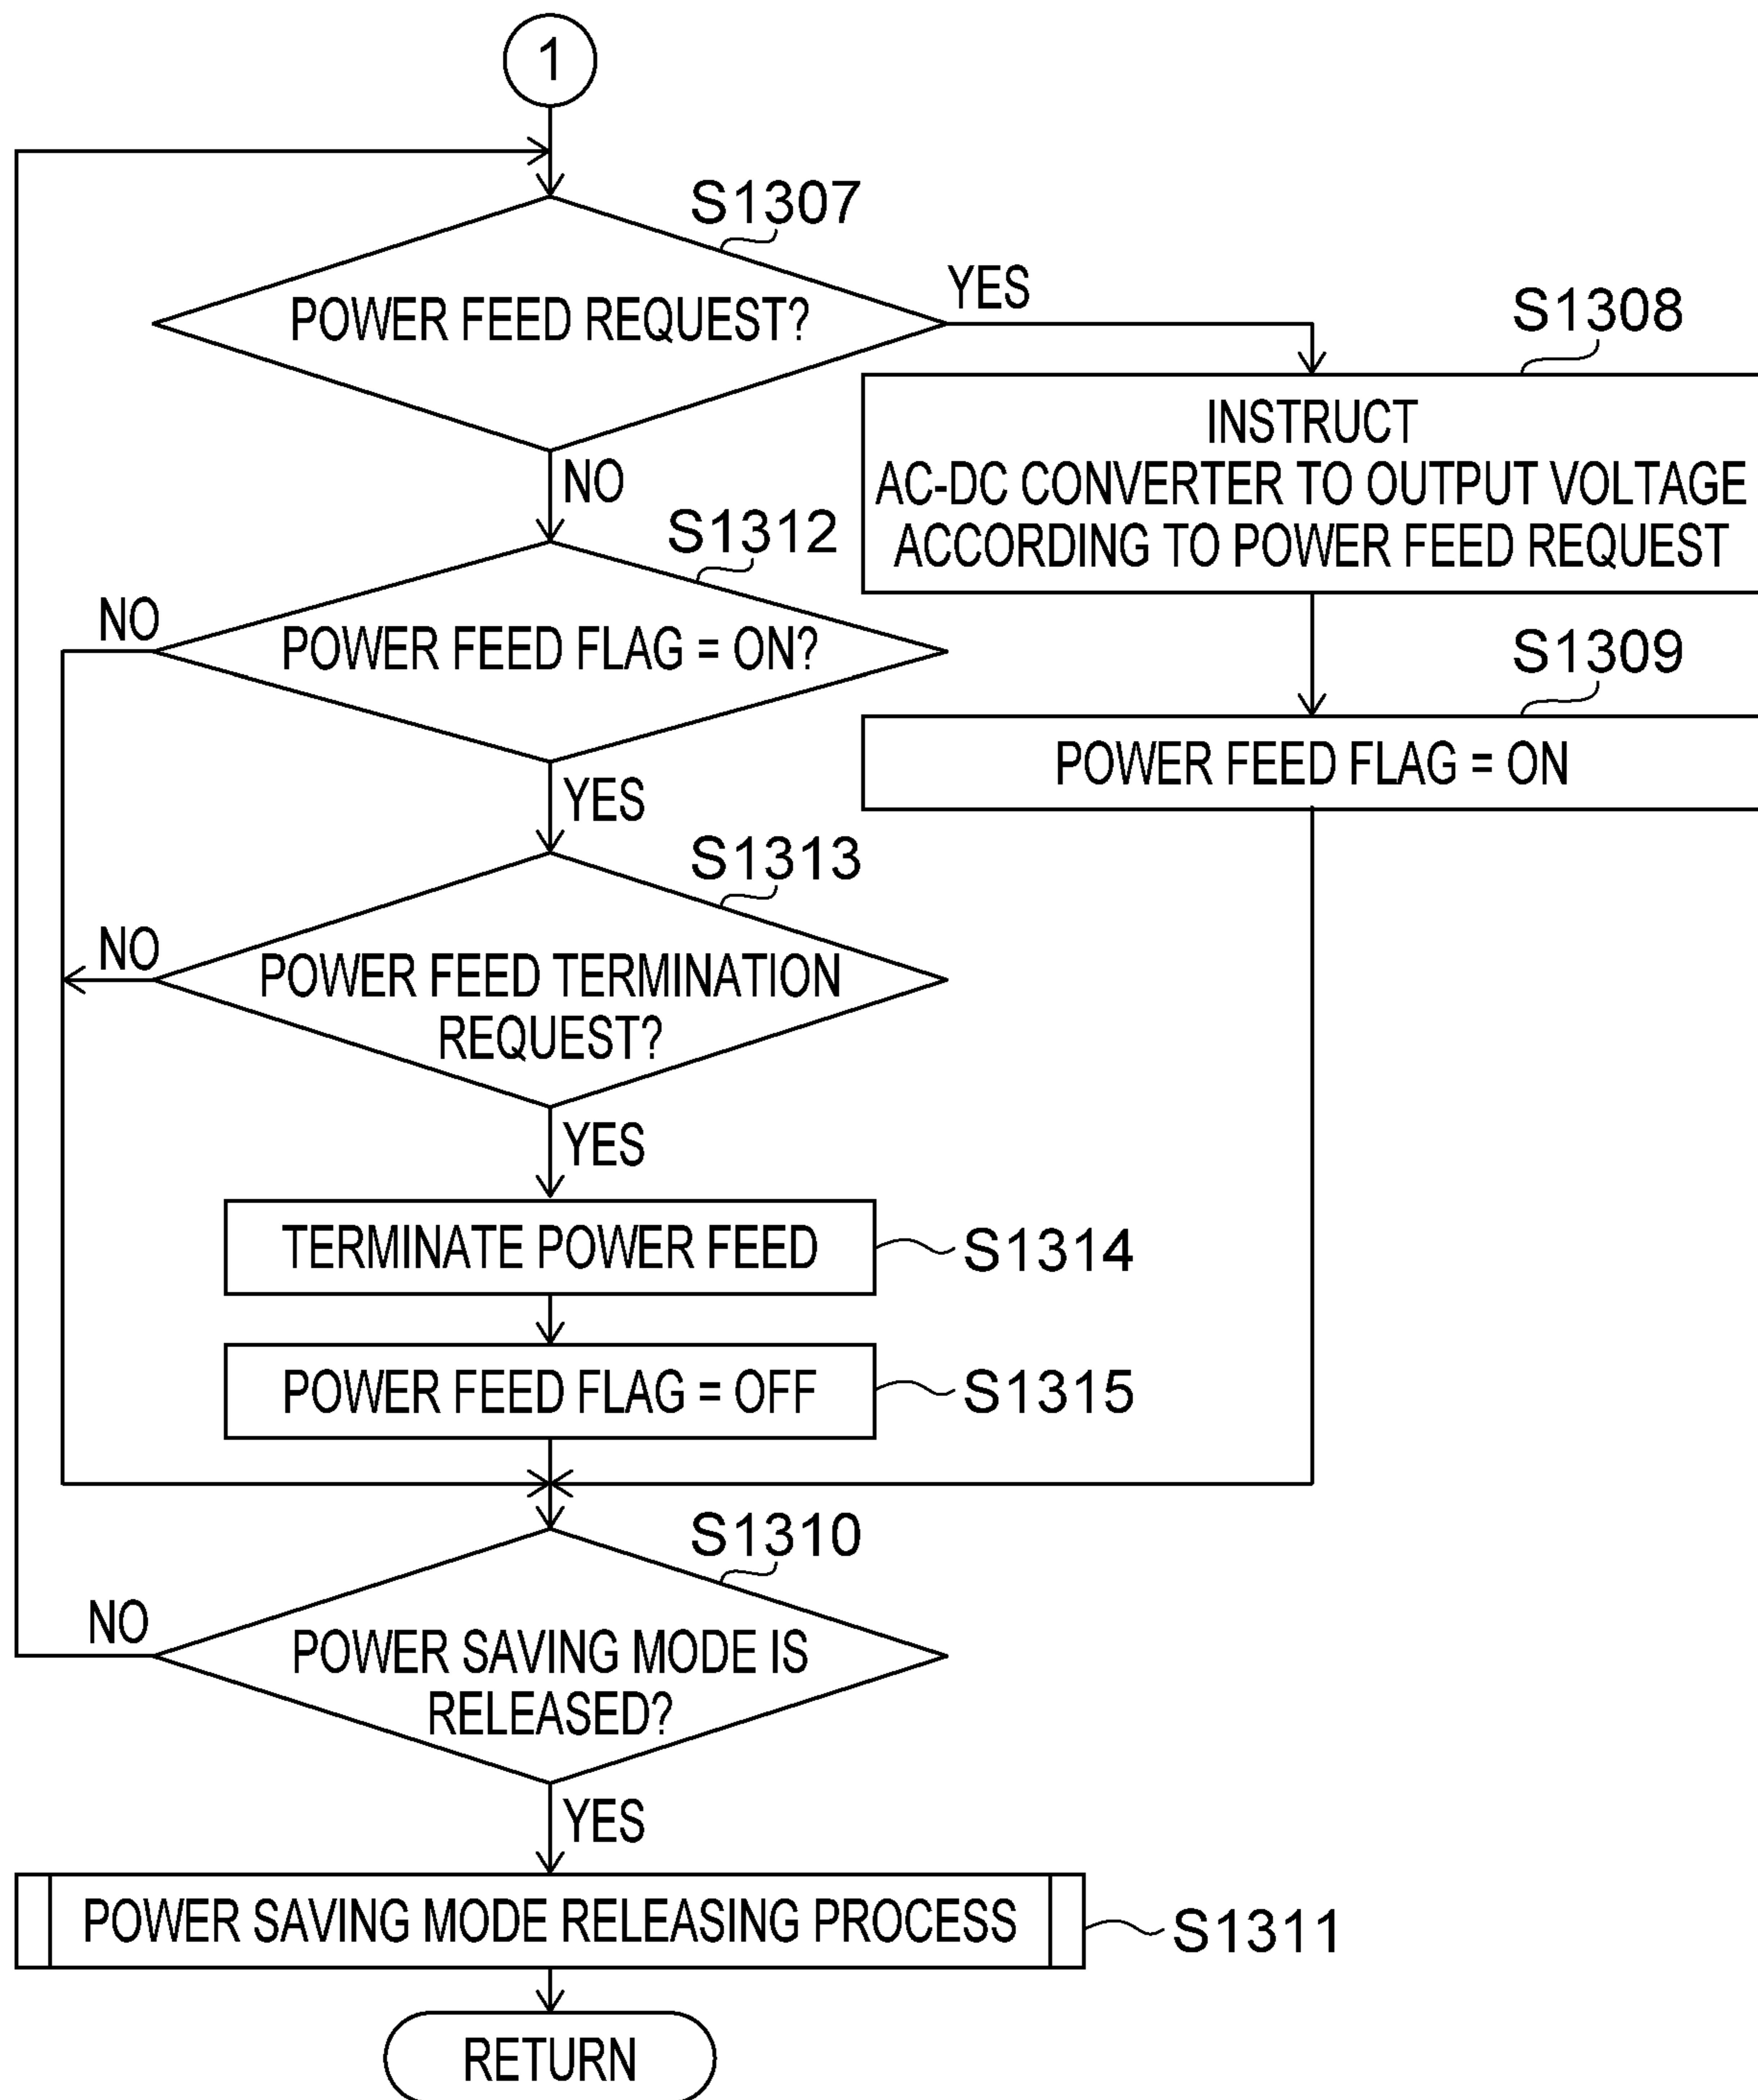 1
S1307
POWER FEED REQUEST?
YES
S1308
INSTRUCT
AC-DC CONVERTER TO OUTPUT VOLTAGE
ACCORDING TO POWER FEED REQUEST
NO
S1312
NO
POWER FEED FLAG = ON?
S1309
POWER FEED FLAG = ON
YES
S1313
NO
POWER FEED TERMINATION
REQUEST?
YES
TERMINATE POWER FEED
S1314
POWER FEED FLAG = OFF
S1315
S1310
NO
POWER SAVING MODE IS
RELEASED?
YES
POWER SAVING MODE RELEASING PROCESS
S1311
RETURN